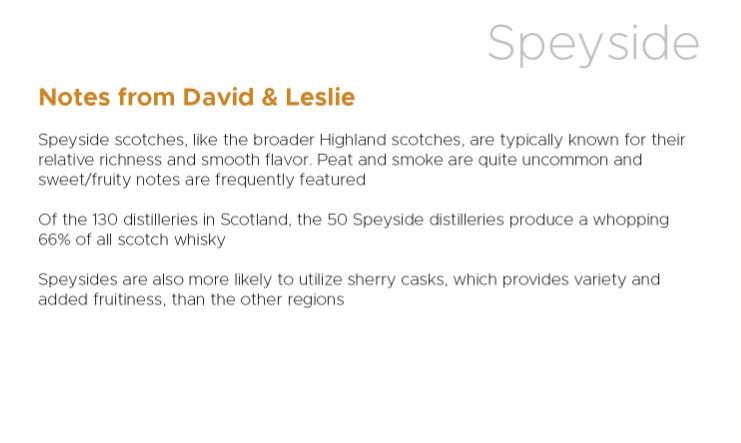 Speyside
Notes from David & Leslie
Speyside scotches, like the broader Highland scotches, are typically known for their
relative richness and smooth flavor. Peat and smoke are quite uncommon and
sweet/fruity notes are frequently featured
Of the 130 distilleries in Scotland, the 50 Speyside distilleries produce a whopping
66% of all scotch whisky
Speysides are also more likely to utilize sherry casks, which provides variety and
added fruitiness, than the other regions